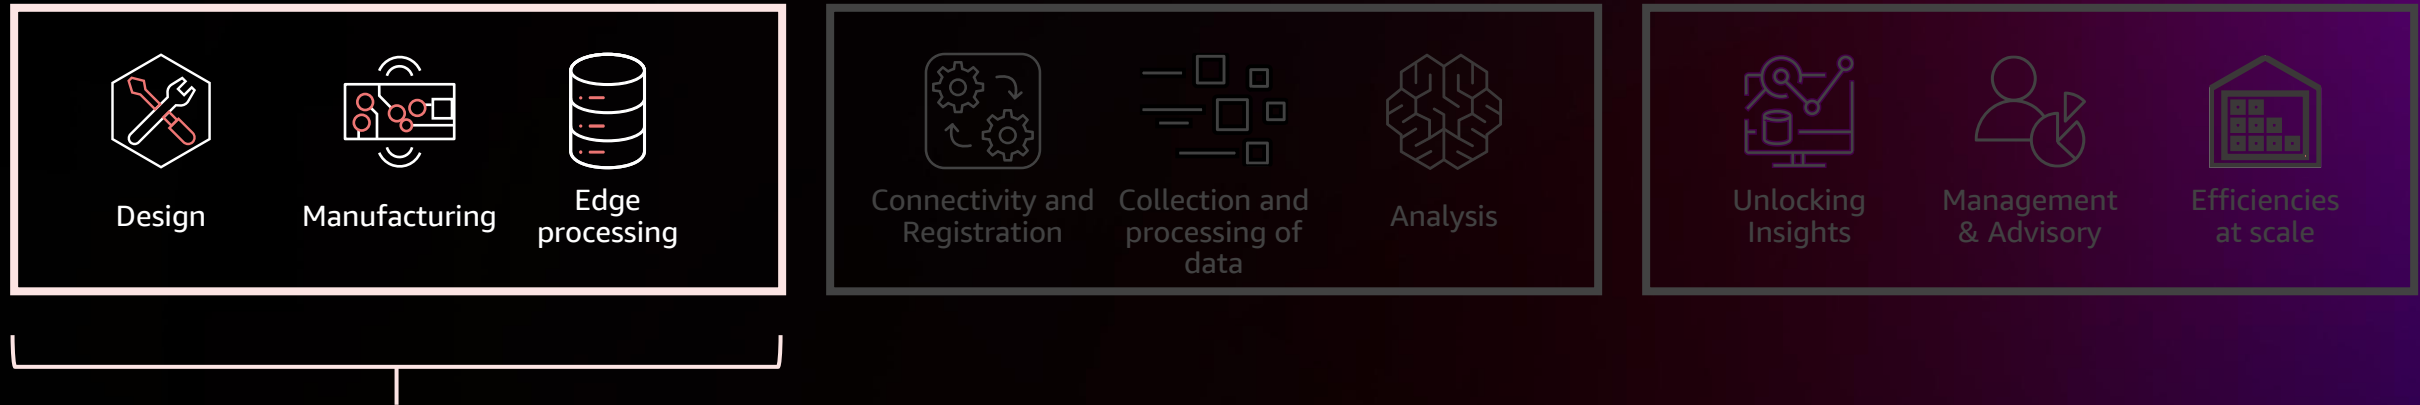 Design
Manufacturing
Edge
processing
Connectivity and
Registration
Collection and
processing of
data
Analysis
Unlocking
Insights
Management
& Advisory
Efficiencies
at scale